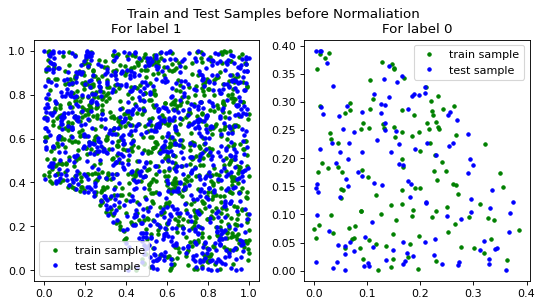 Train and Test Samples before Normaliation
For label 1
1.0
0.8
0.6
0.4
0.2
0.0
0.0 0.2 0.4 0.6 0.8 1.0
train sample
test sample
For label 0
0.40
0.35
0.30
0.25
0.20
0.15
0.10
0.05
0.00
0.0 0.1 0.2 0.3 0.4
train sample
test sample